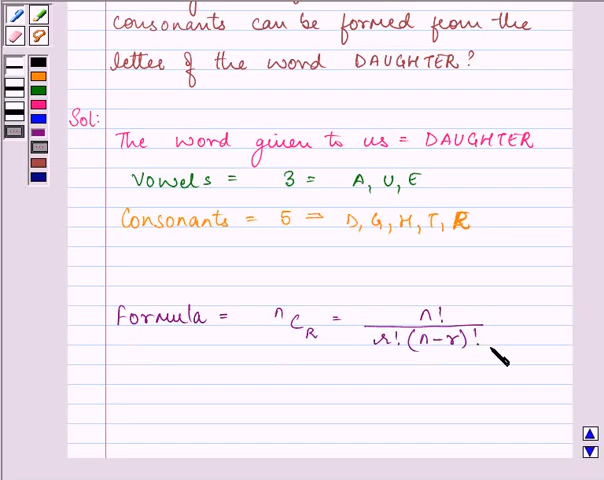 consonants can be formed from the
letter of the word DAUGHTER?
Sol:
The word given to us = DAUGHTER
Vowels = 3 = A, U, E
Consonants = 5 = D, G, H, T, R
Formula = ⁿC_R = n! / r!(n-r)!